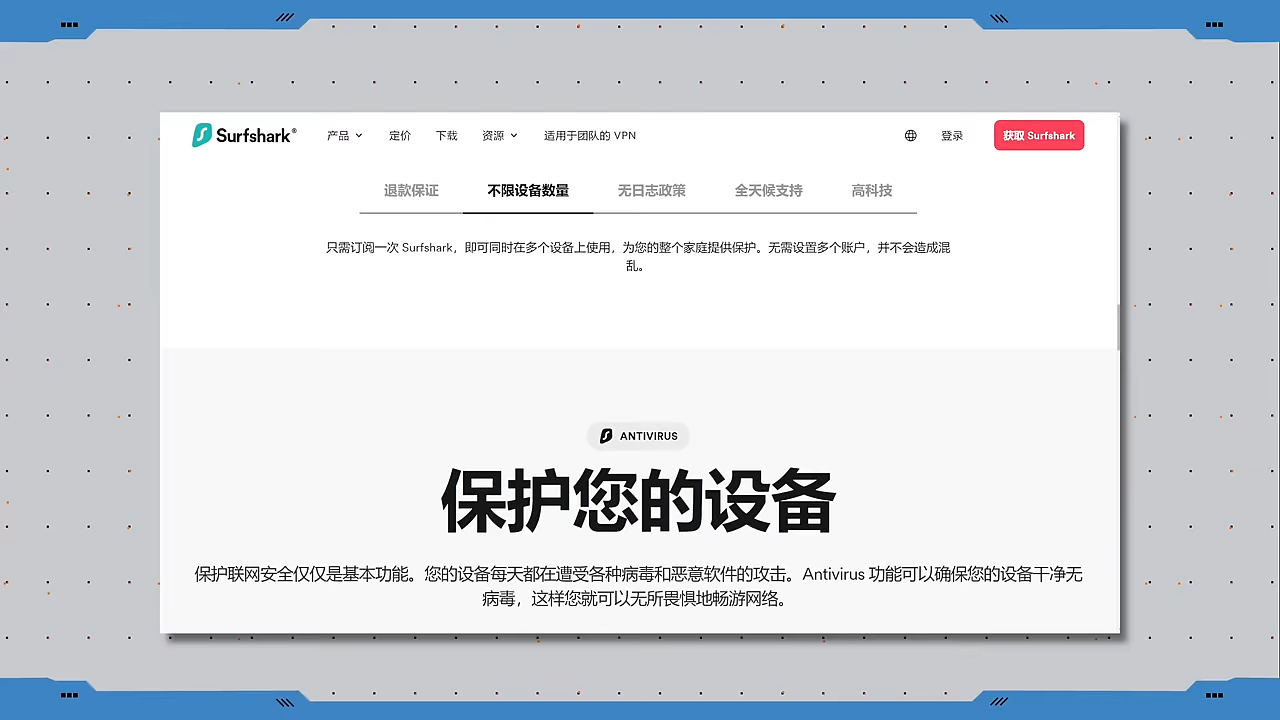 Surfshark®
产品
定价
下载
资源
适用于团队的 VPN
登录
获取 Surfshark
退款保证
不限设备数量
无日志政策
全天候支持
高科技
只需订阅一次 Surfshark，即可同时在多个设备上使用，为您的整个家庭提供保护。无需设置多个账户，并不会造成混
乱。
ANTIVIRUS
保护您的设备
保护联网安全仅仅是基本功能。您的设备每天都在遭受各种病毒和恶意软件的攻击。Antivirus 功能可以确保您的设备干净无
病毒，这样您就可以无所畏惧地畅游网络。